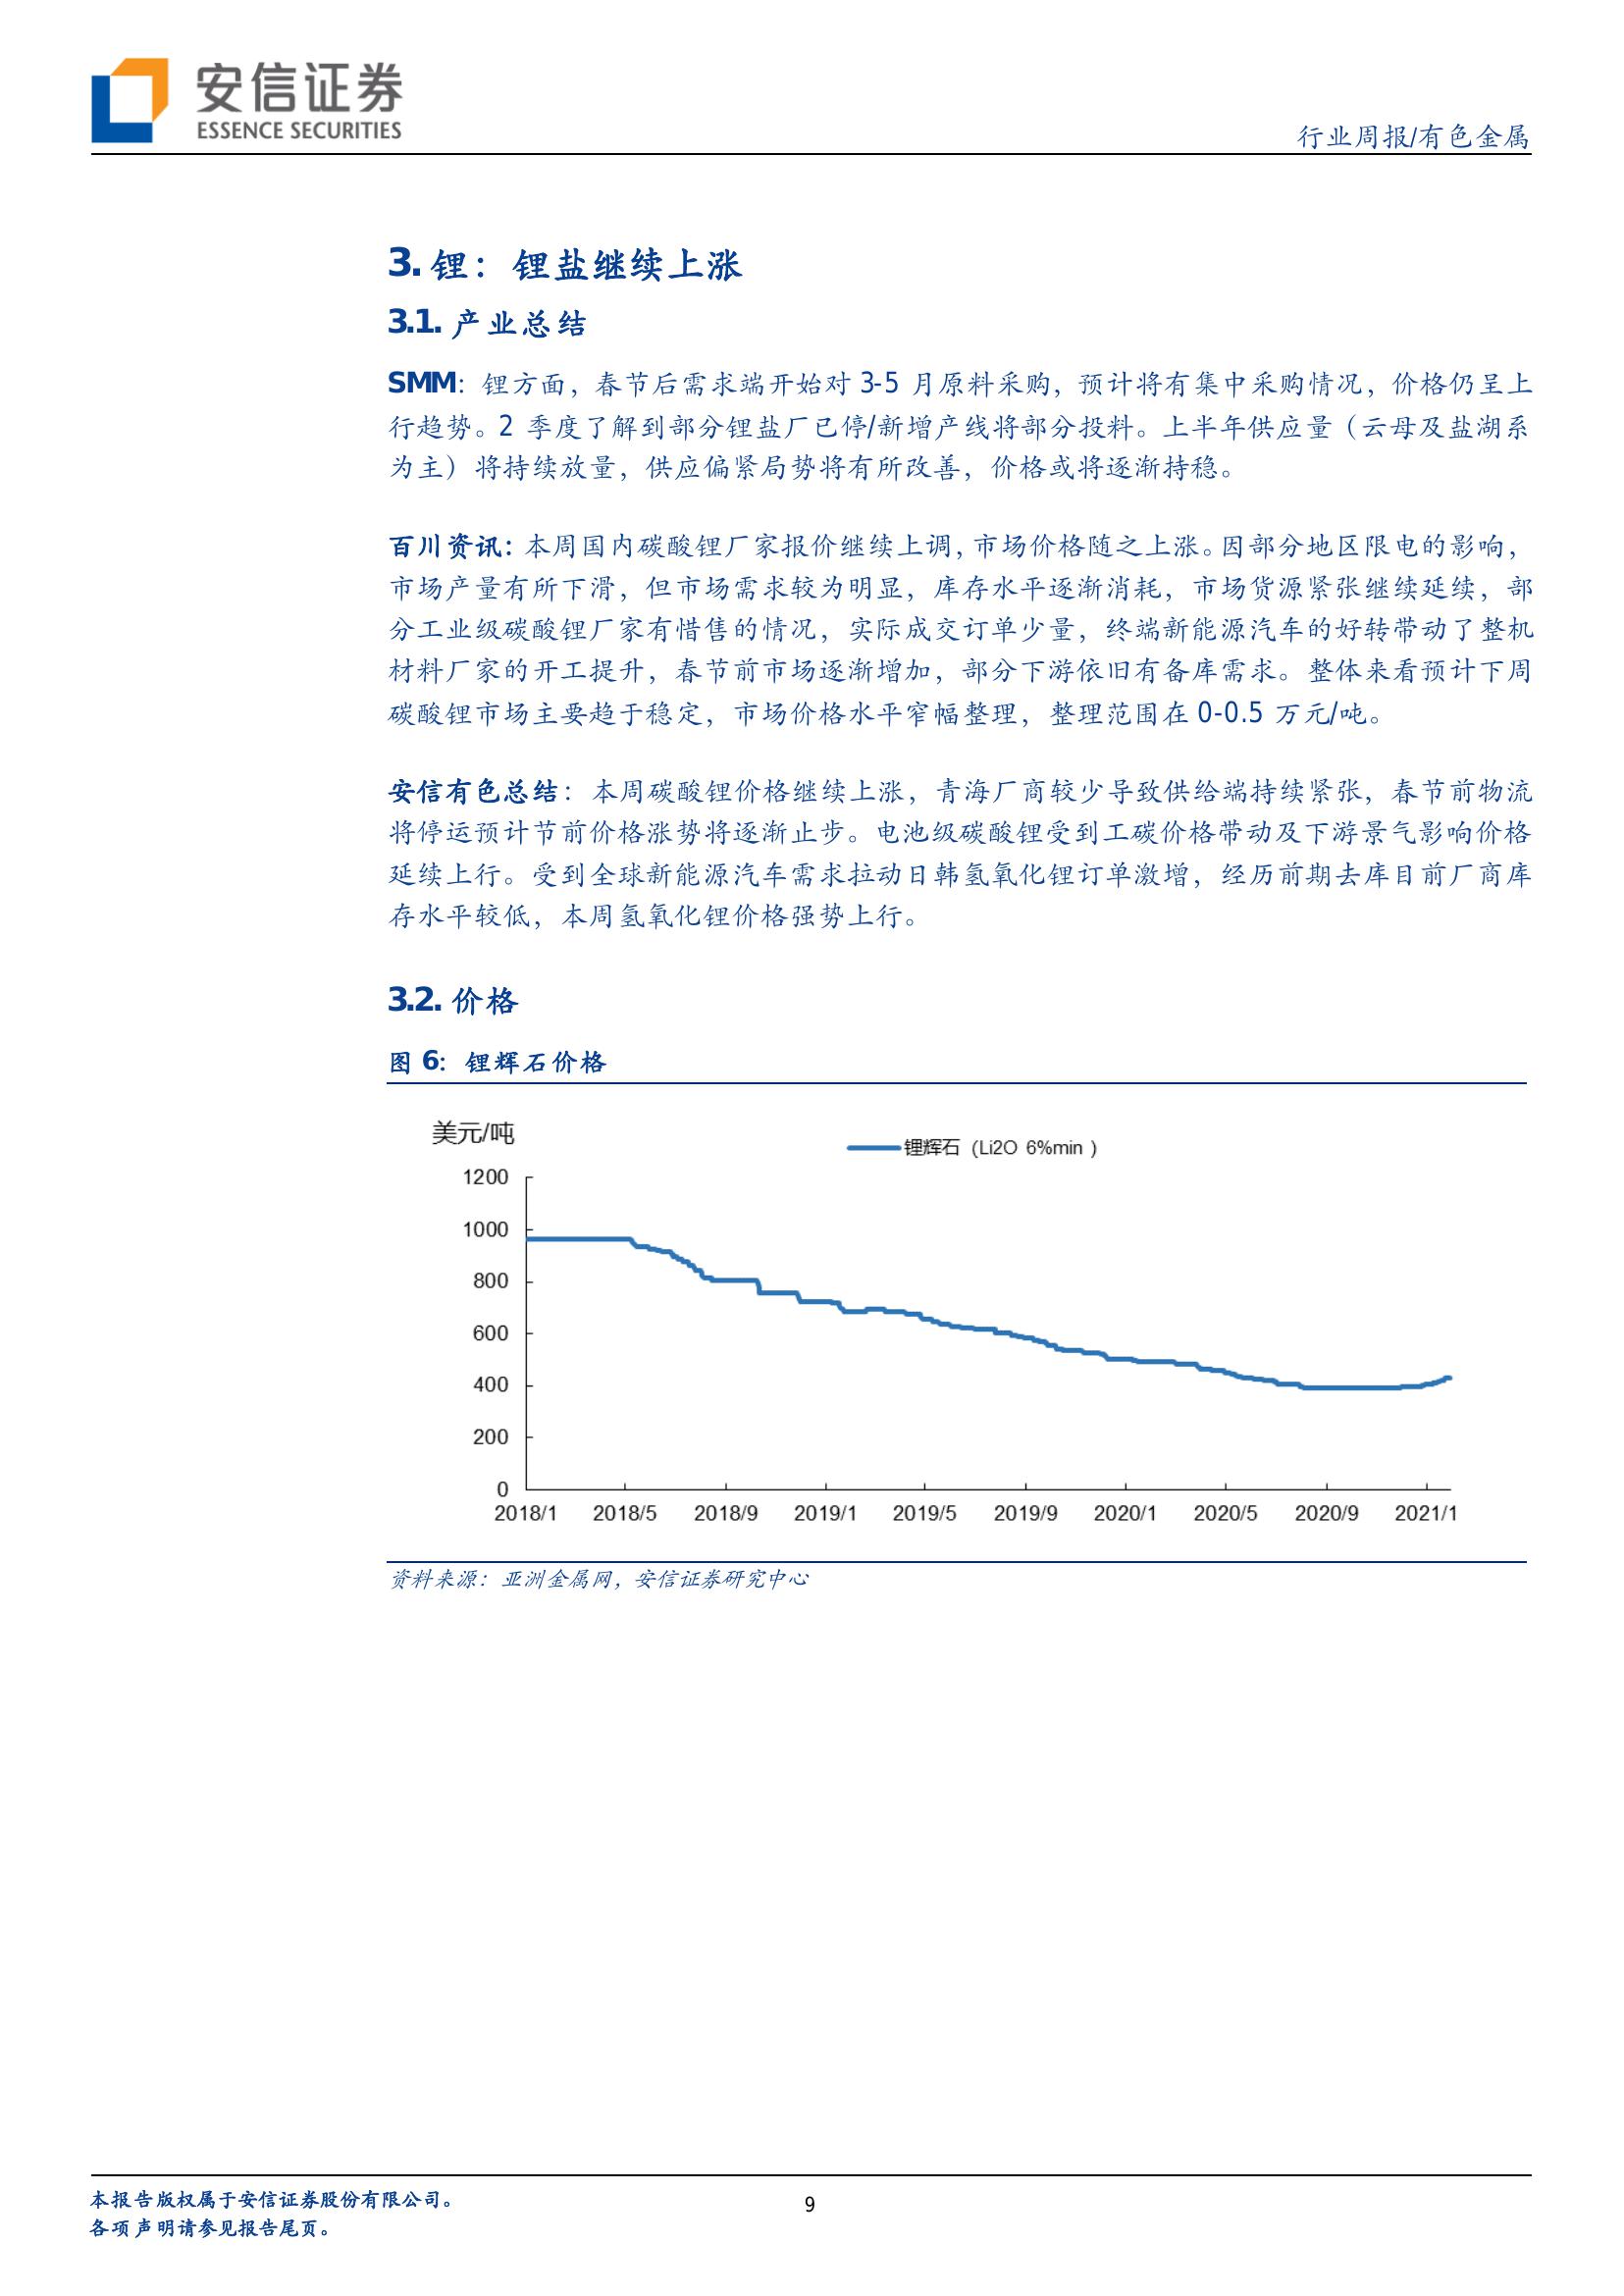 安信证券
ESSENCE SECURITIES
行业周报/有色金属
3. 锂：锂盐继续上涨
3.1. 产业总结
SMM：锂方面，春节后需求端开始对 3-5 月原料采购，预计将有集中采购情况，价格仍呈上
行趋势。2 季度了解到部分锂盐厂已停/新增产线将部分投料。上半年供应量（云母及盐湖系
为主）将持续放量，供应偏紧局势将有所改善，价格或将逐渐持稳。
百川资讯：本周国内碳酸锂厂家报价继续上调，市场价格随之上涨。因部分地区限电的影响，
市场产量有所下滑，但市场需求较为明显，库存水平逐渐消耗，市场货源紧张继续延续，部
分工业级碳酸锂厂家有惜售的情况，实际成交订单少量，终端新能源汽车的好转带动了整机
材料厂家的开工提升，春节前市场逐渐增加，部分下游依旧有备库需求。整体来看预计下周
碳酸锂市场主要趋于稳定，市场价格水平窄幅整理，整理范围在 0-0.5 万元/吨。
安信有色总结：本周碳酸锂价格继续上涨，青海厂商较少导致供给端持续紧张，春节前物流
将停运预计节前价格涨势将逐渐止步。电池级碳酸锂受到工碳价格带动及下游景气影响价格
延续上行。受到全球新能源汽车需求拉动日韩氢氧化锂订单激增，经历前期去库目前厂商库
存水平较低，本周氢氧化锂价格强势上行。
3.2. 价格
图 6：锂辉石价格
美元/吨
锂辉石（Li2O 6%min ）
1200
1000
800
600
400
200
0
2018/1 2018/5 2018/9 2019/1 2019/5 2019/9 2020/1 2020/5 2020/9 2021/1
资料来源：亚洲金属网，安信证券研究中心
本报告版权属于安信证券股份有限公司。
各项声明请参见报告尾页。
9